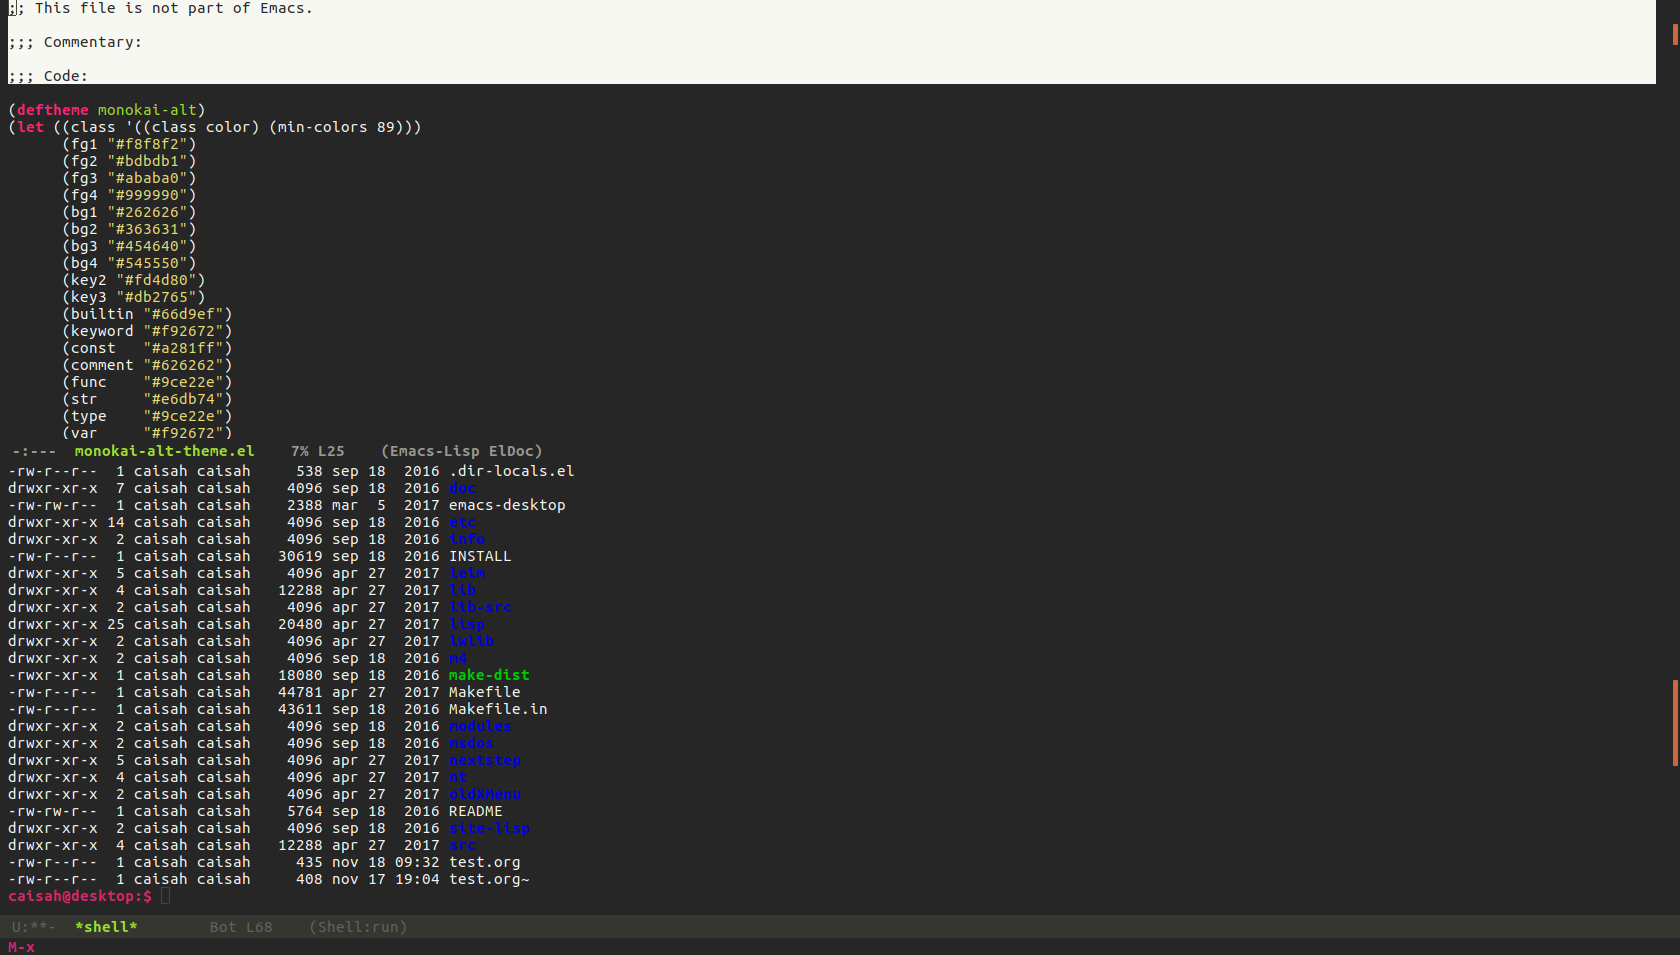 ;; This file is not part of Emacs.
;;; Commentary:
;;; Code:
(deftheme monokai-alt)
(let ((class '((class color) (min-colors 89)))
      (fg1 "#f8f8f2")
      (fg2 "#bdbdb1")
      (fg3 "#ababa0")
      (fg4 "#999990")
      (bg1 "#262626")
      (bg2 "#363631")
      (bg3 "#454640")
      (bg4 "#545550")
      (key2 "#fd4d80")
      (key3 "#db2765")
      (builtin "#66d9ef")
      (keyword "#f92672")
      (const   "#a281ff")
      (comment "#626262")
      (func    "#9ce22e")
      (str     "#e6db74")
      (type    "#9ce22e")
      (var     "#f92672")
-:---  monokai-alt-theme.el    7% L25    (Emacs-Lisp ElDoc)
-rw-r--r--  1 caisah caisah     538 sep 18  2016 .dir-locals.el
drwxr-xr-x  7 caisah caisah    4096 sep 18  2016 doc
-rw-rw-r--  1 caisah caisah    2388 mar  5  2017 emacs-desktop
drwxr-xr-x 14 caisah caisah    4096 sep 18  2016 etc
drwxr-xr-x  2 caisah caisah    4096 sep 18  2016 info
-rw-r--r--  1 caisah caisah   30619 sep 18  2016 INSTALL
drwxr-xr-x  5 caisah caisah    4096 apr 27  2017 leim
drwxr-xr-x  4 caisah caisah   12288 apr 27  2017 lib
drwxr-xr-x  2 caisah caisah    4096 apr 27  2017 lib-src
drwxr-xr-x 25 caisah caisah   20480 apr 27  2017 lisp
drwxr-xr-x  2 caisah caisah    4096 apr 27  2017 lwlib
drwxr-xr-x  2 caisah caisah    4096 sep 18  2016 m4
-rwxr-xr-x  1 caisah caisah   18080 sep 18  2016 make-dist
-rw-r--r--  1 caisah caisah   44781 apr 27  2017 Makefile
-rw-r--r--  1 caisah caisah   43611 sep 18  2016 Makefile.in
drwxr-xr-x  2 caisah caisah    4096 sep 18  2016 modules
drwxr-xr-x  2 caisah caisah    4096 sep 18  2016 msdos
drwxr-xr-x  5 caisah caisah    4096 apr 27  2017 nextstep
drwxr-xr-x  4 caisah caisah    4096 apr 27  2017 nt
drwxr-xr-x  2 caisah caisah    4096 apr 27  2017 oldXMenu
-rw-rw-r--  1 caisah caisah    5764 sep 18  2016 README
drwxr-xr-x  2 caisah caisah    4096 sep 18  2016 site-lisp
drwxr-xr-x  4 caisah caisah   12288 apr 27  2017 src
-rw-r--r--  1 caisah caisah     435 nov 18 09:32 test.org
-rw-r--r--  1 caisah caisah     408 nov 17 19:04 test.org~
caisah@desktop:$
U:**-  *shell*        Bot L68    (Shell:run)
M-x